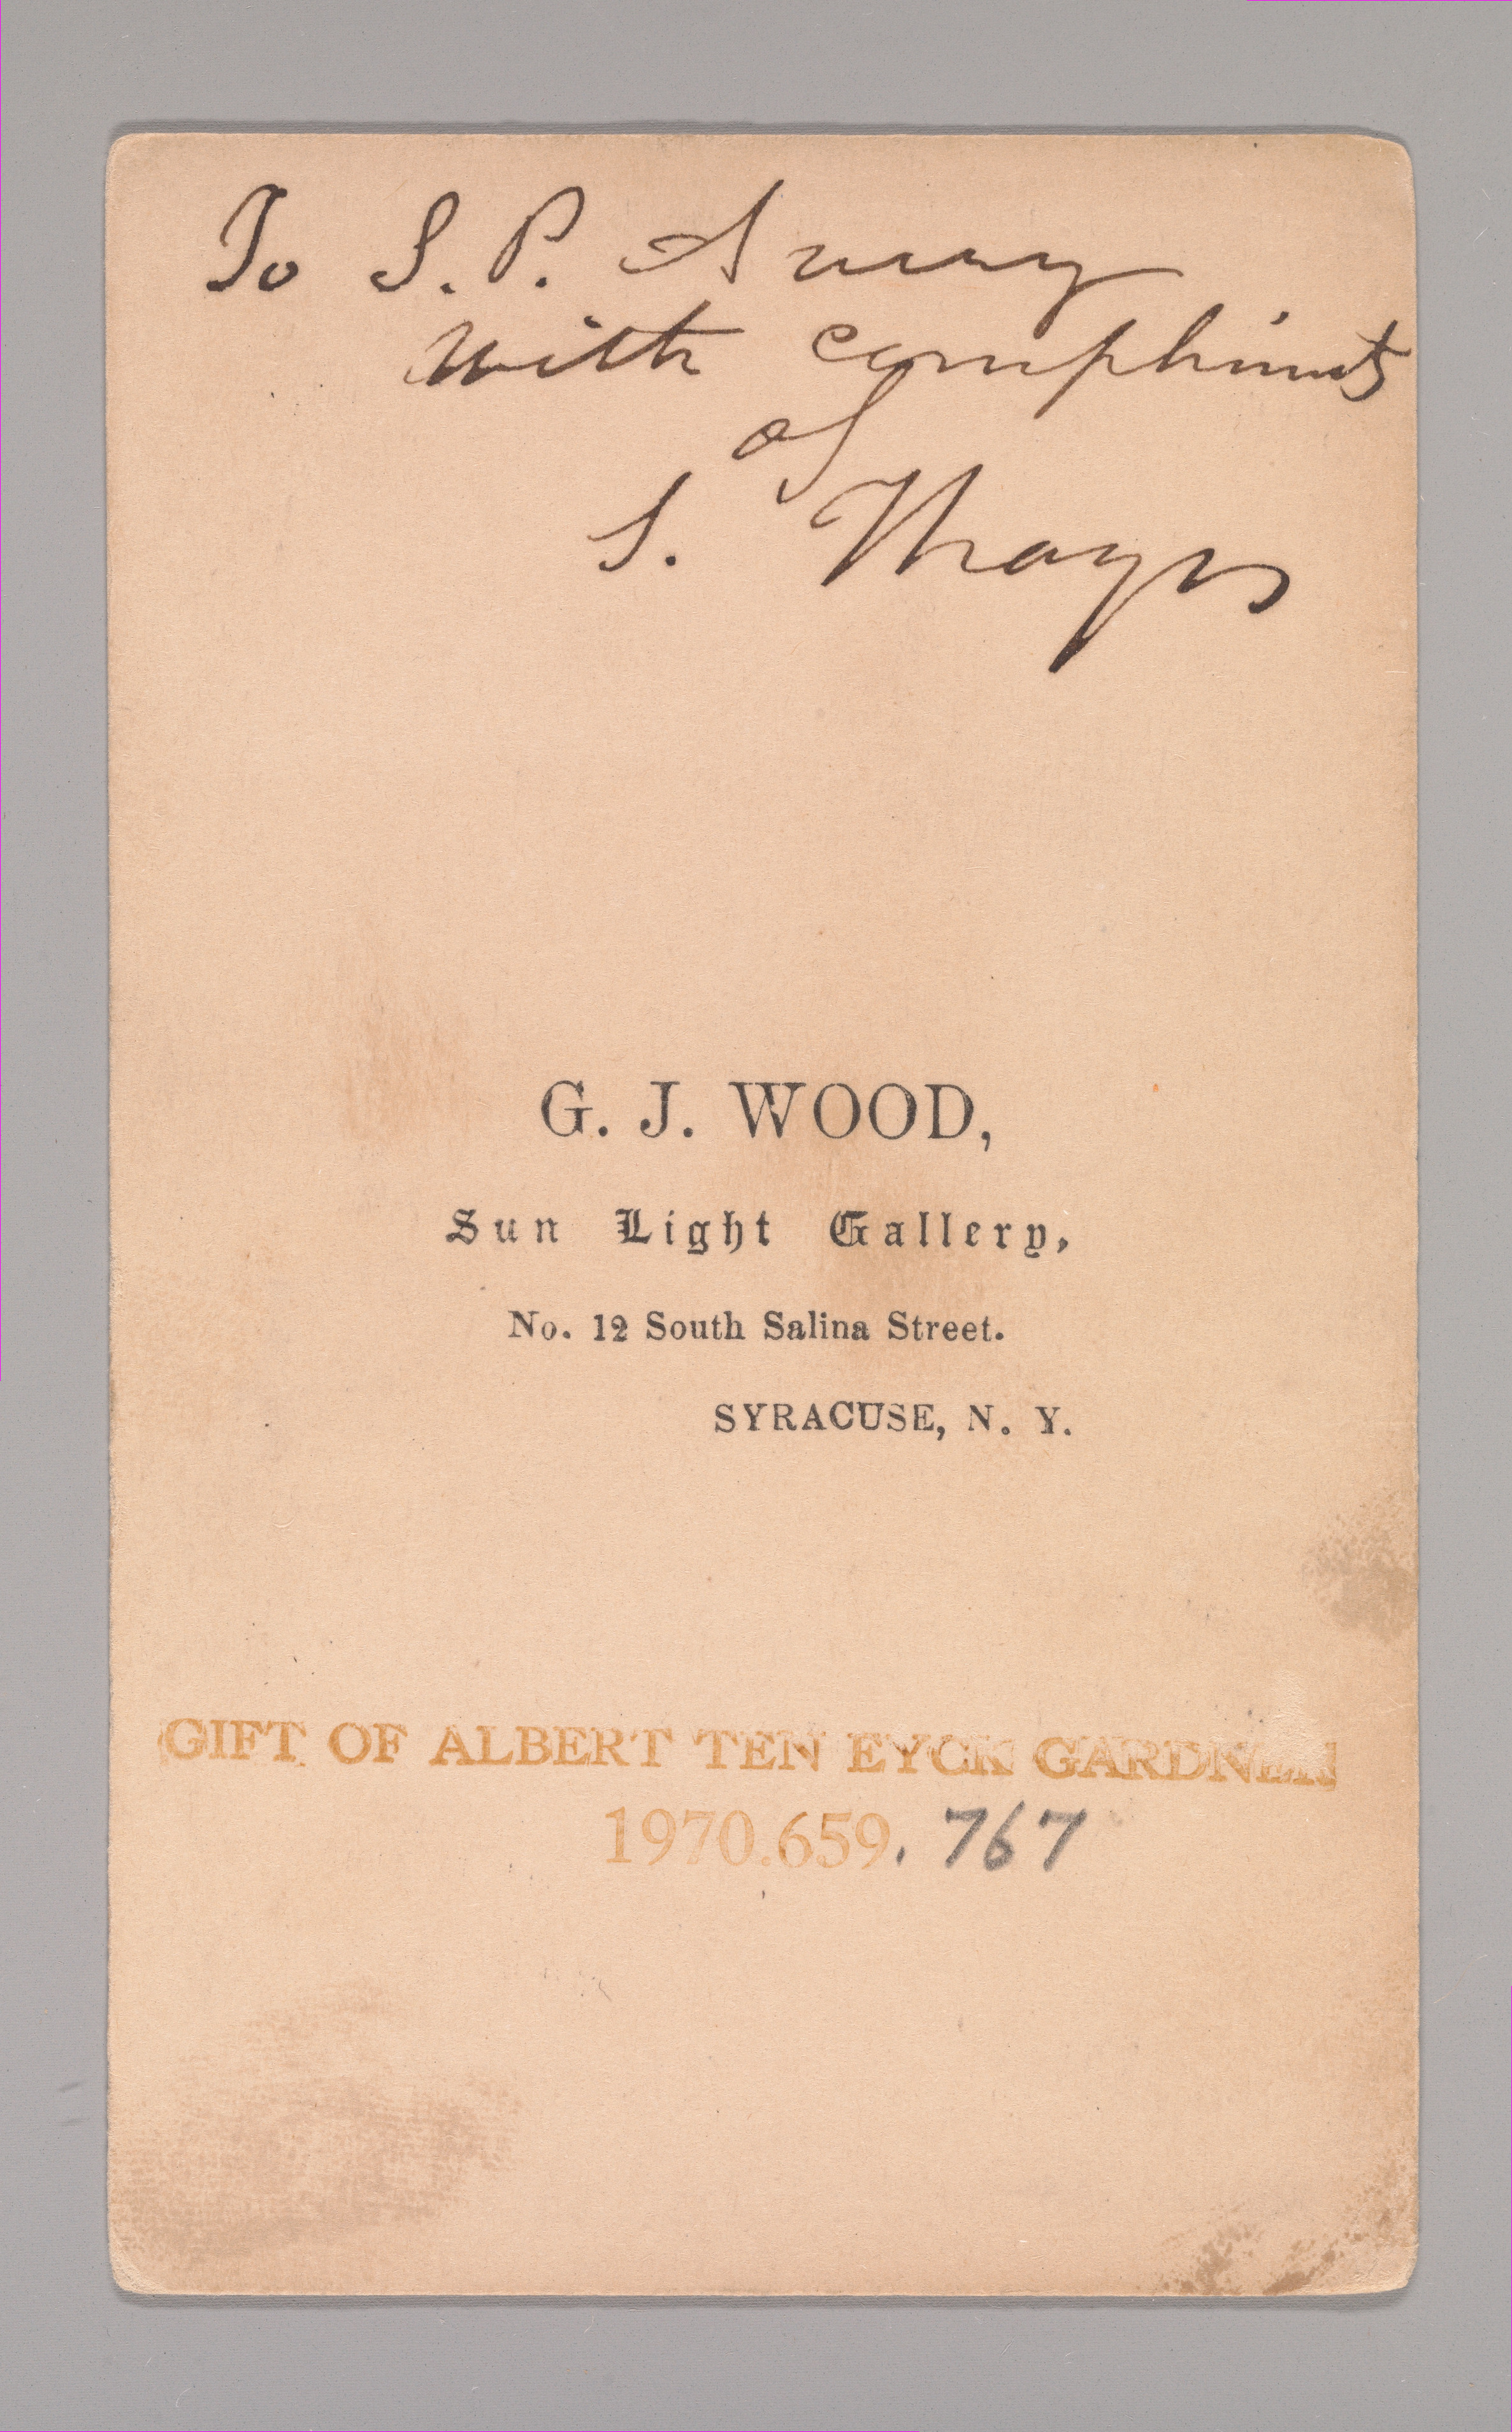 To S. P. Avery
with compliments
of
S. Thayer
G. J. WOOD,
Sun Light Gallery,
No. 12 South Salina Street.
SYRACUSE, N. Y.
GIFT OF ALBERT TEN EYCK GARDNER
1970.659.767